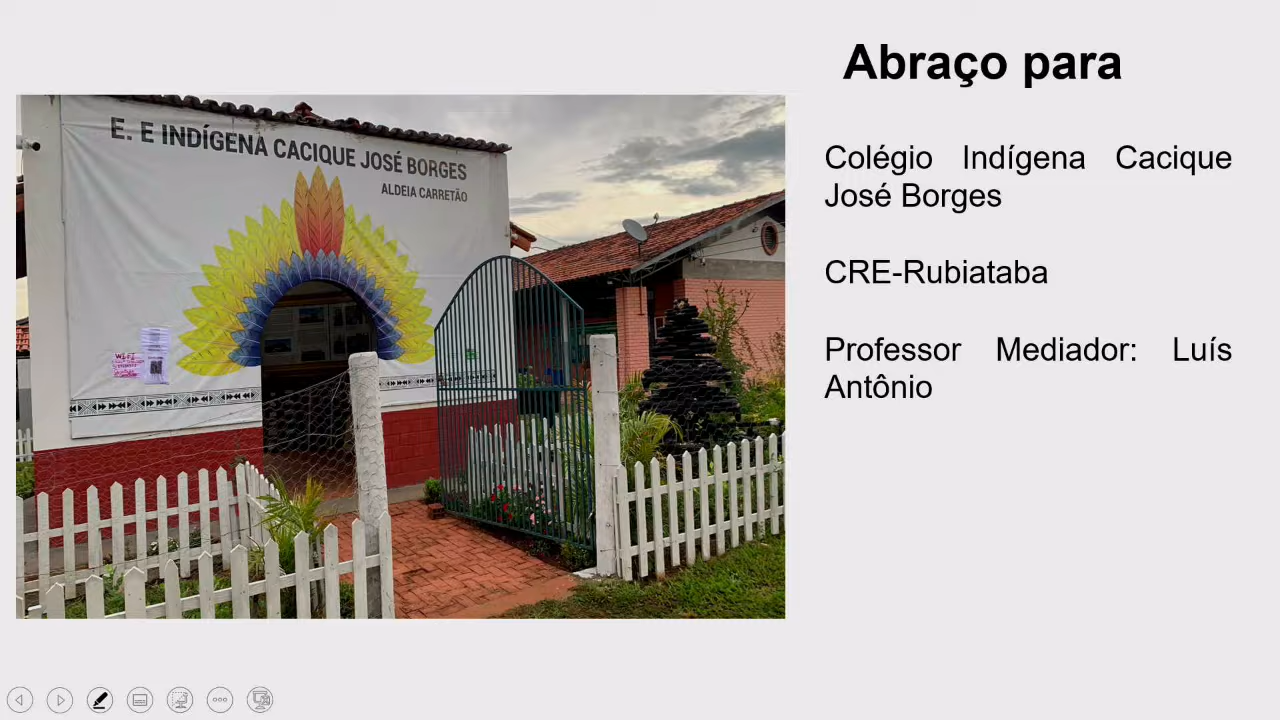 Abraço para
E. E INDÍGENA CACIQUE JOSÉ BORGES
ALDEIA CARRETÃO
Colégio Indígena Cacique
José Borges
CRE-Rubiataba
Professor Mediador: Luís
Antônio